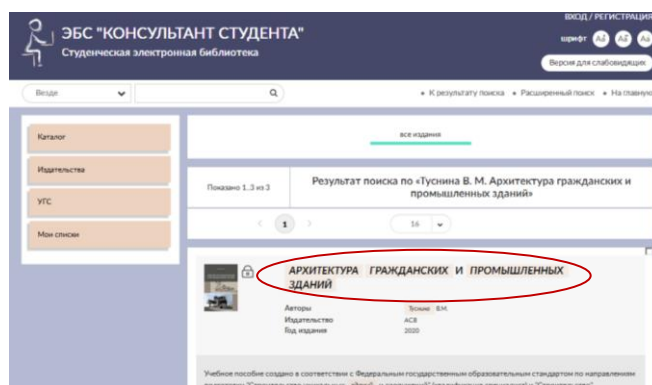 ВХОД / РЕГИСТРАЦИЯ
ЭБС "КОНСУЛЬТАНТ СТУДЕНТА"
Студенческая электронная библиотека
шрифт
Версия для слабовидящих
Везде
• К результату поиска • Расширенный поиск • На главную
Каталог
Издательства
УГС
Мои списки
все издания
Показано 1..3 из 3
Результат поиска по «Туснина В. М. Архитектура гражданских и
промышленных зданий»
1
16
АРХИТЕКТУРА ГРАЖДАНСКИХ И ПРОМЫШЛЕННЫХ
ЗДАНИЙ
Авторы
В.М.
Издательство АСВ
Год издания 2020
Учебное пособие создано в соответствии с Федеральным государственным образовательным стандартом по направлениям